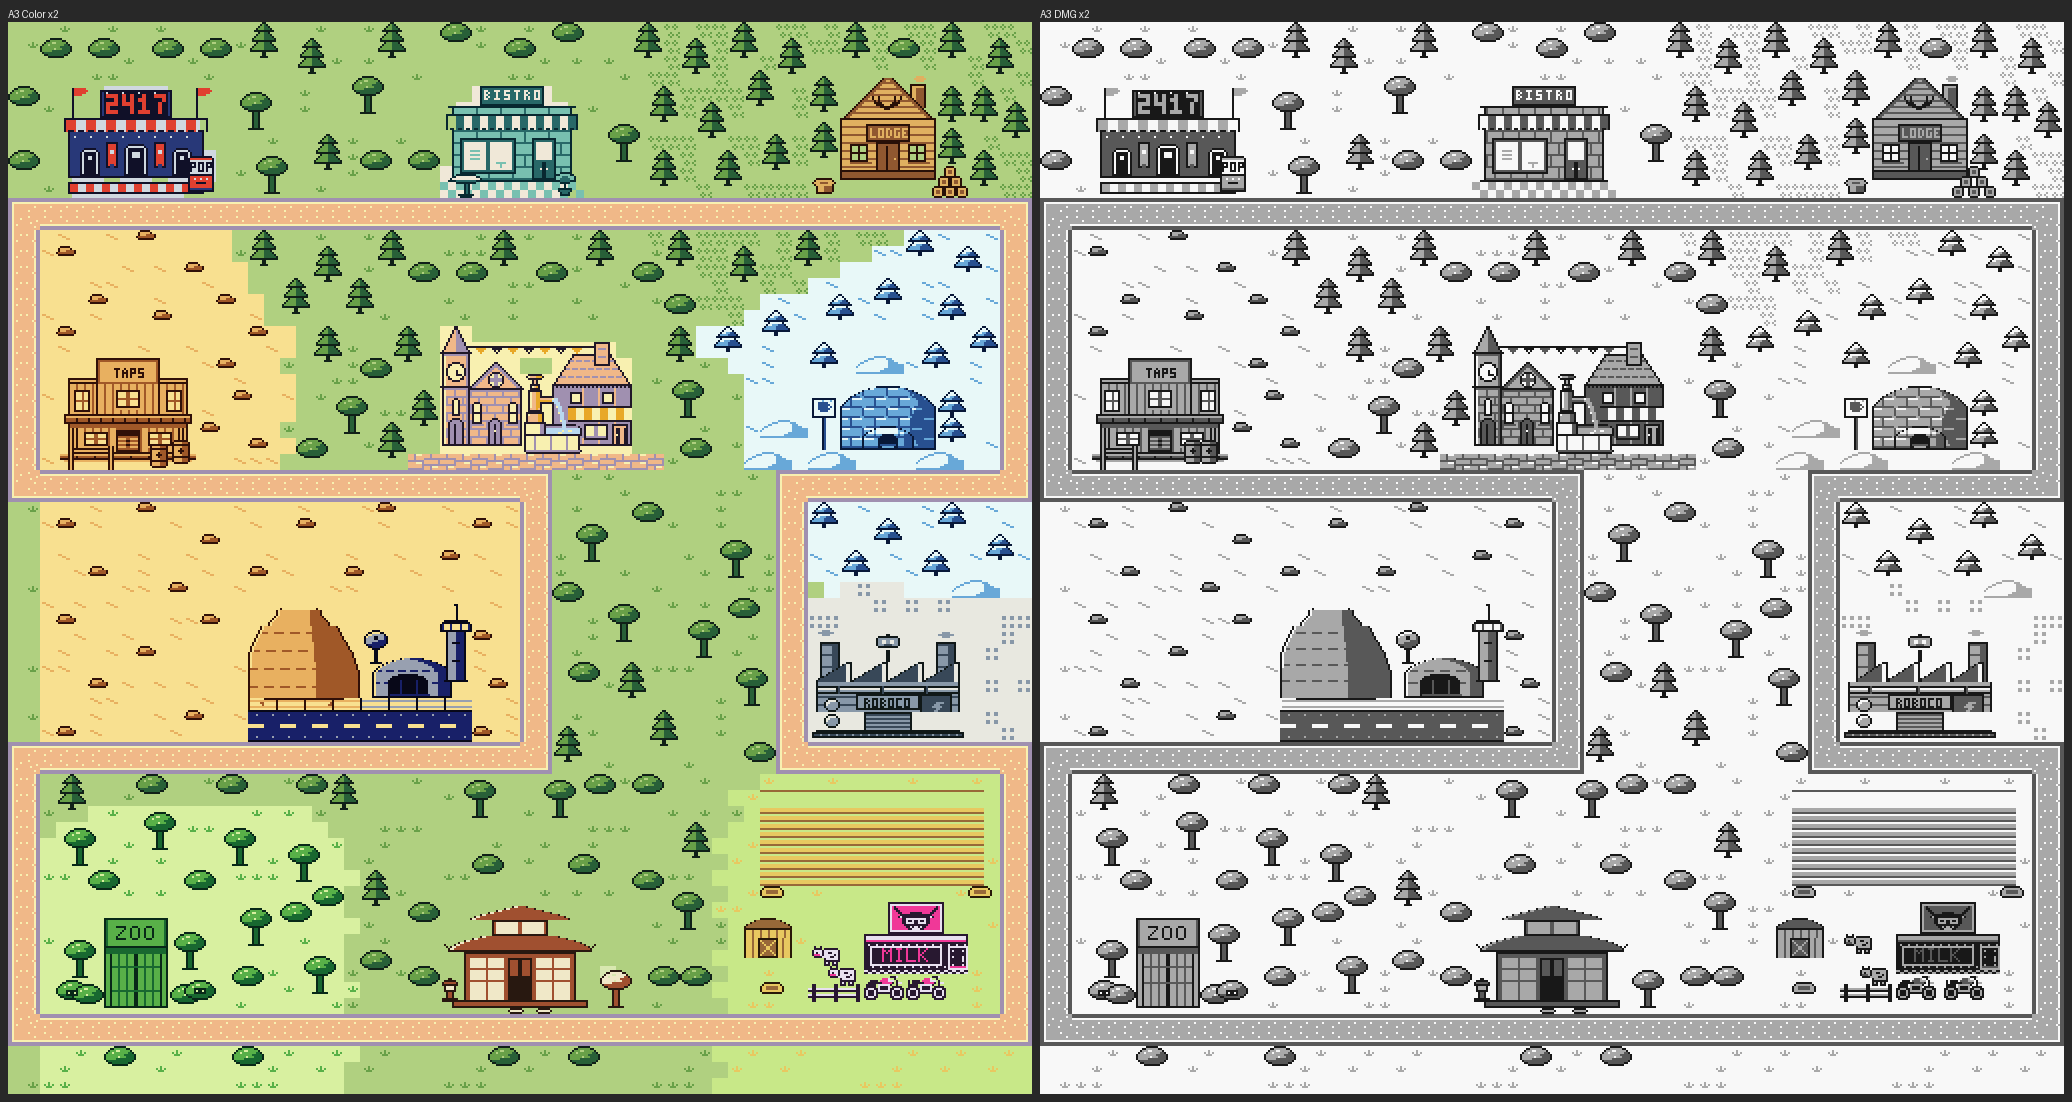 A3 Color x2
A3 DMG x2
2417
BISTRO
LODGE
POP
2417
BISTRO
LODGE
POP
TAPS
TAPS
ROBOCO
ROBOCO
ZOO
MILK
ZOO
MILK